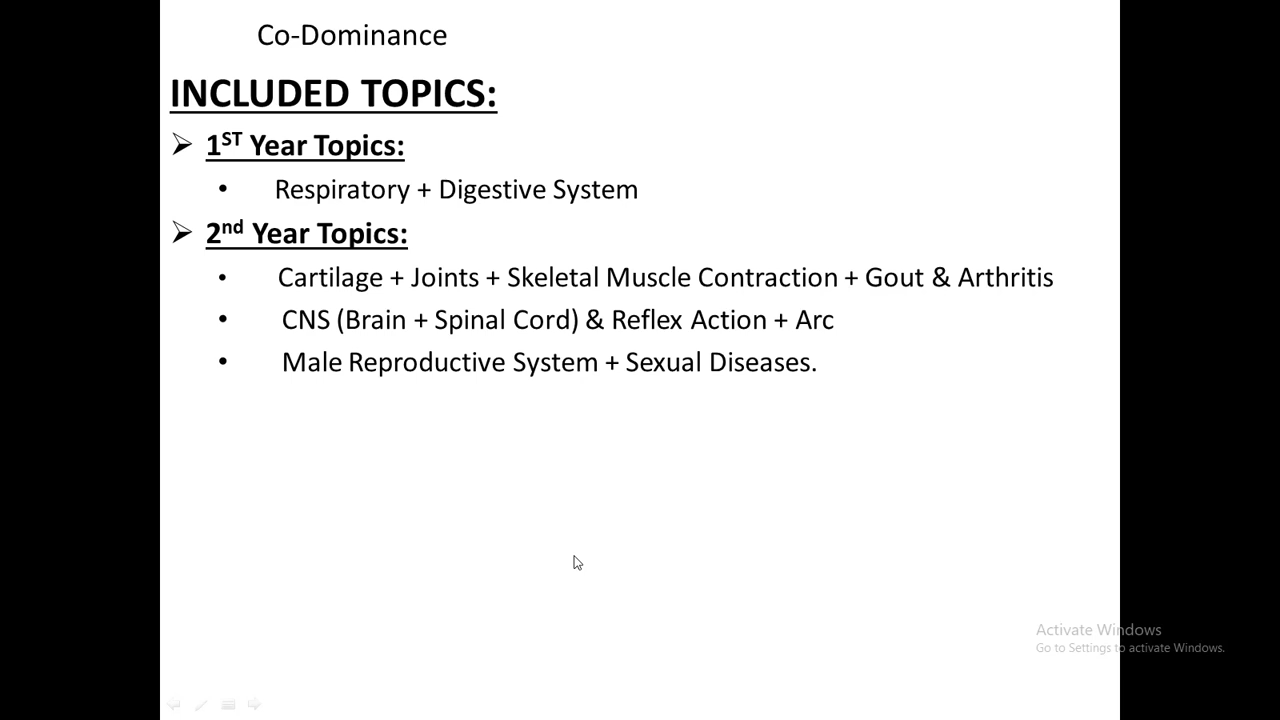 Co-Dominance
INCLUDED TOPICS:
➢ 1ST Year Topics:
• Respiratory + Digestive System
➢ 2nd Year Topics:
• Cartilage + Joints + Skeletal Muscle Contraction + Gout & Arthritis
• CNS (Brain + Spinal Cord) & Reflex Action + Arc
• Male Reproductive System + Sexual Diseases.
Activate Windows
Go to Settings to activate Windows.